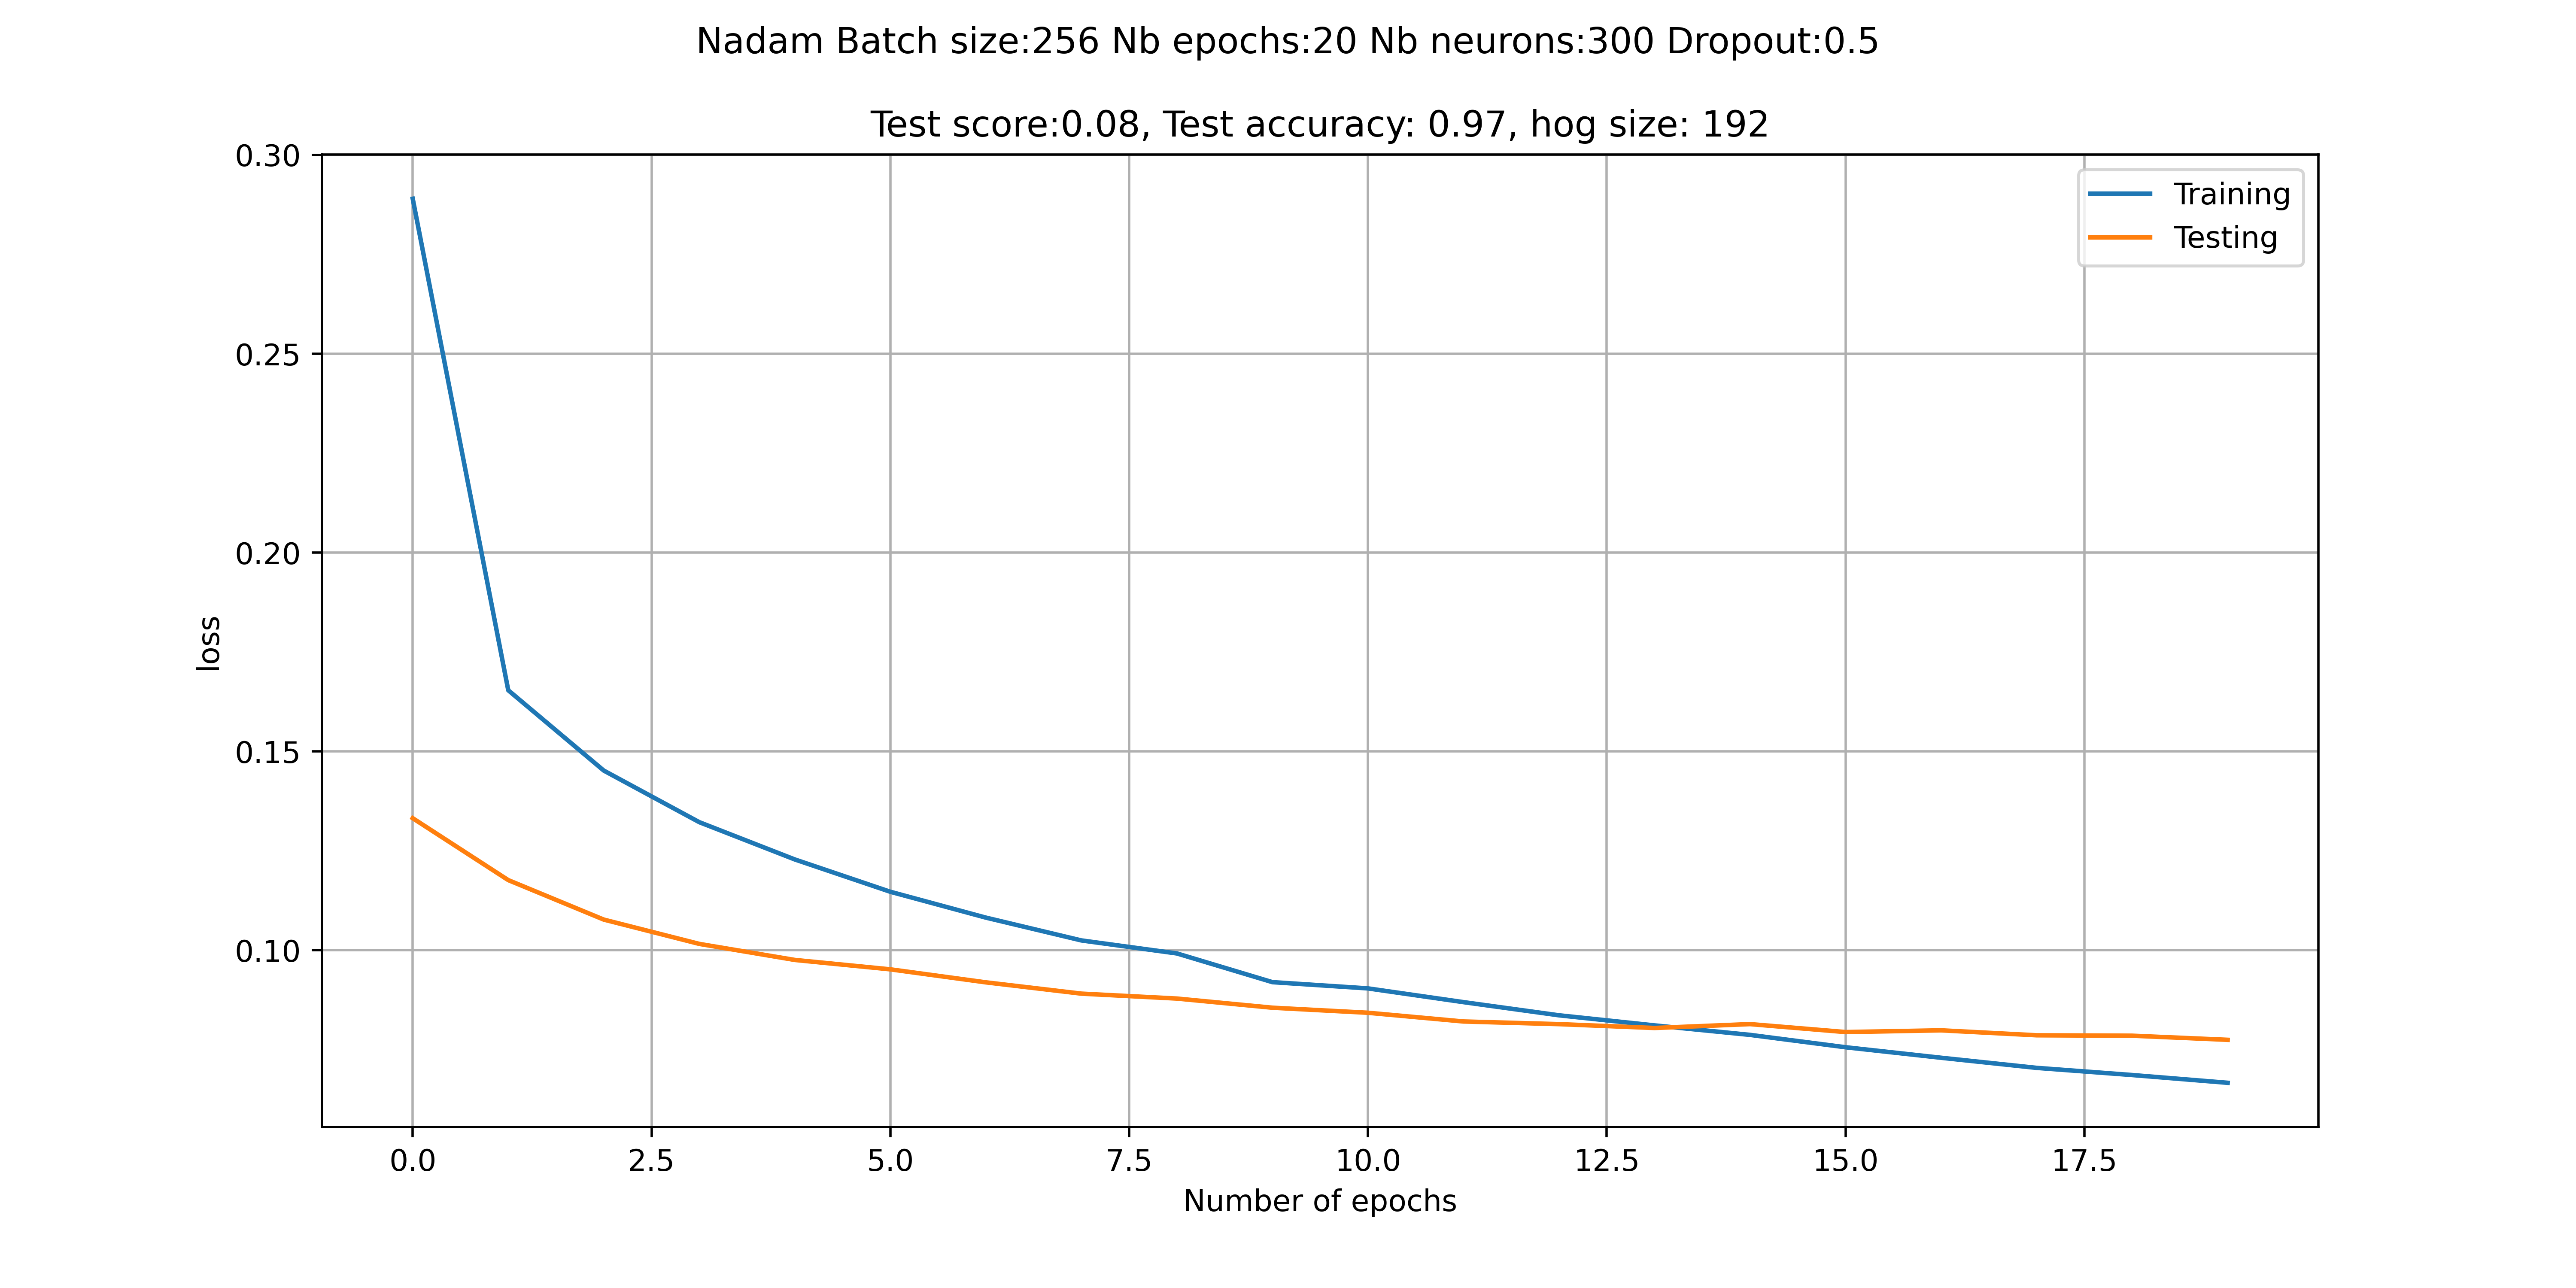 Nadam Batch size:256 Nb epochs:20 Nb neurons:300 Dropout:0.5
Test score:0.08, Test accuracy: 0.97, hog size: 192
0.30
0.25
0.20
0.15
0.10
loss
Training
Testing
0.0 2.5 5.0 7.5 10.0 12.5 15.0 17.5
Number of epochs